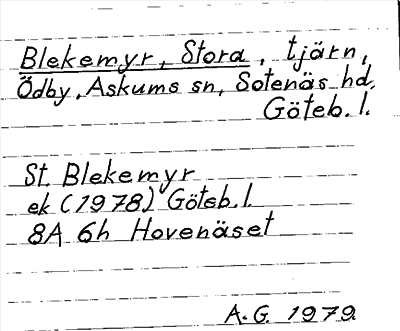 Blekemyr, Stora, tjärn,
Ödby, Askums sn, Sotenäs hd.
Göteb. l.
St. Blekemyr
ek (1978) Göteb. l.
8A 6h Hovenäset
A. G. 1979.